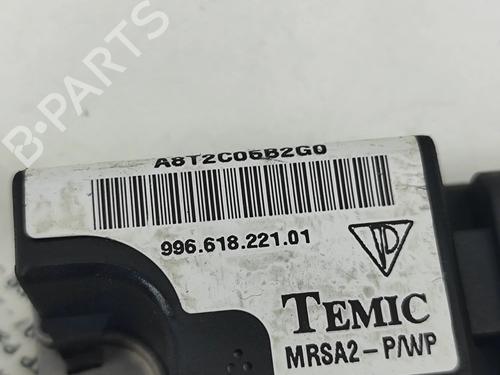 A8T2C05B2G0
996.618.221.01
TEMIC
MRSA2-P/WP
B-PARTS